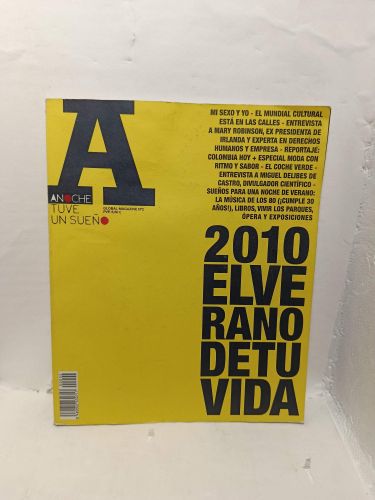 A
ANOCHE
TUVE
UN SUEÑO
GLOBAL MAGAZINE Nº2
MI SEXO Y YO - EL MUNDIAL CULTURAL
ESTÁ EN LAS CALLES - ENTREVISTA
A MARY ROBINSON, EX PRESIDENTA DE
IRLANDA Y EXPERTA EN DERECHOS
HUMANOS Y EMPRESA - REPORTAJE:
COLOMBIA HOY + ESPECIAL MODA CON
RITMO Y SABOR - EL COCHE VERDE -
ENTREVISTA A MIGUEL DELIBES DE
CASTRO, DIVULGADOR CIENTÍFICO -
SUEÑOS PARA UNA NOCHE DE VERANO:
LA MÚSICA DE LOS 80 (¡CUMPLE 30
AÑOS!), LIBROS, VIVIR LOS PARQUES,
ÓPERA Y EXPOSICIONES
2010
ELVE
RANO
DETU
VIDA